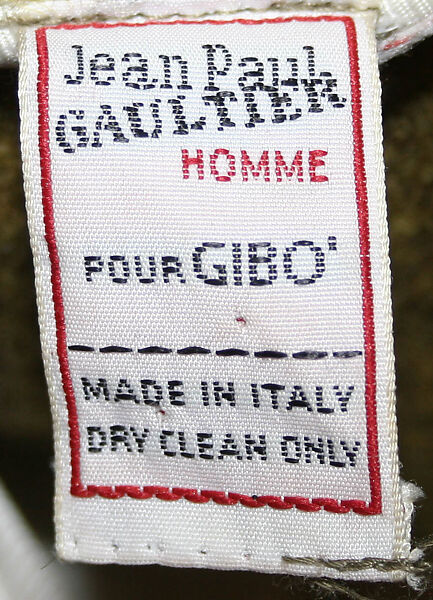 Jean Paul
GAULTIER
HOMME
POUR GIBO'
MADE IN ITALY
DRY CLEAN ONLY